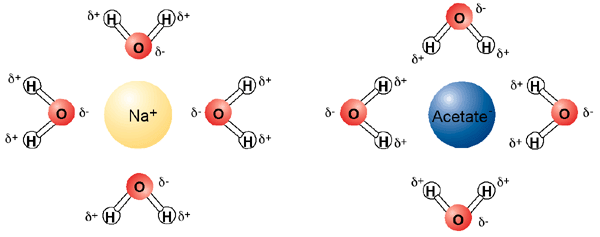 δ+ H H δ+
O
δ-
δ+ H H δ+
O δ- Na+ δ- O
δ+ H H δ+
O δ-
δ+ H H δ+
O δ-
H H
δ+ δ+
H δ+ δ+ H
δ- O Acetate O δ-
H δ+ δ+ H
δ+ H H δ+
O δ-